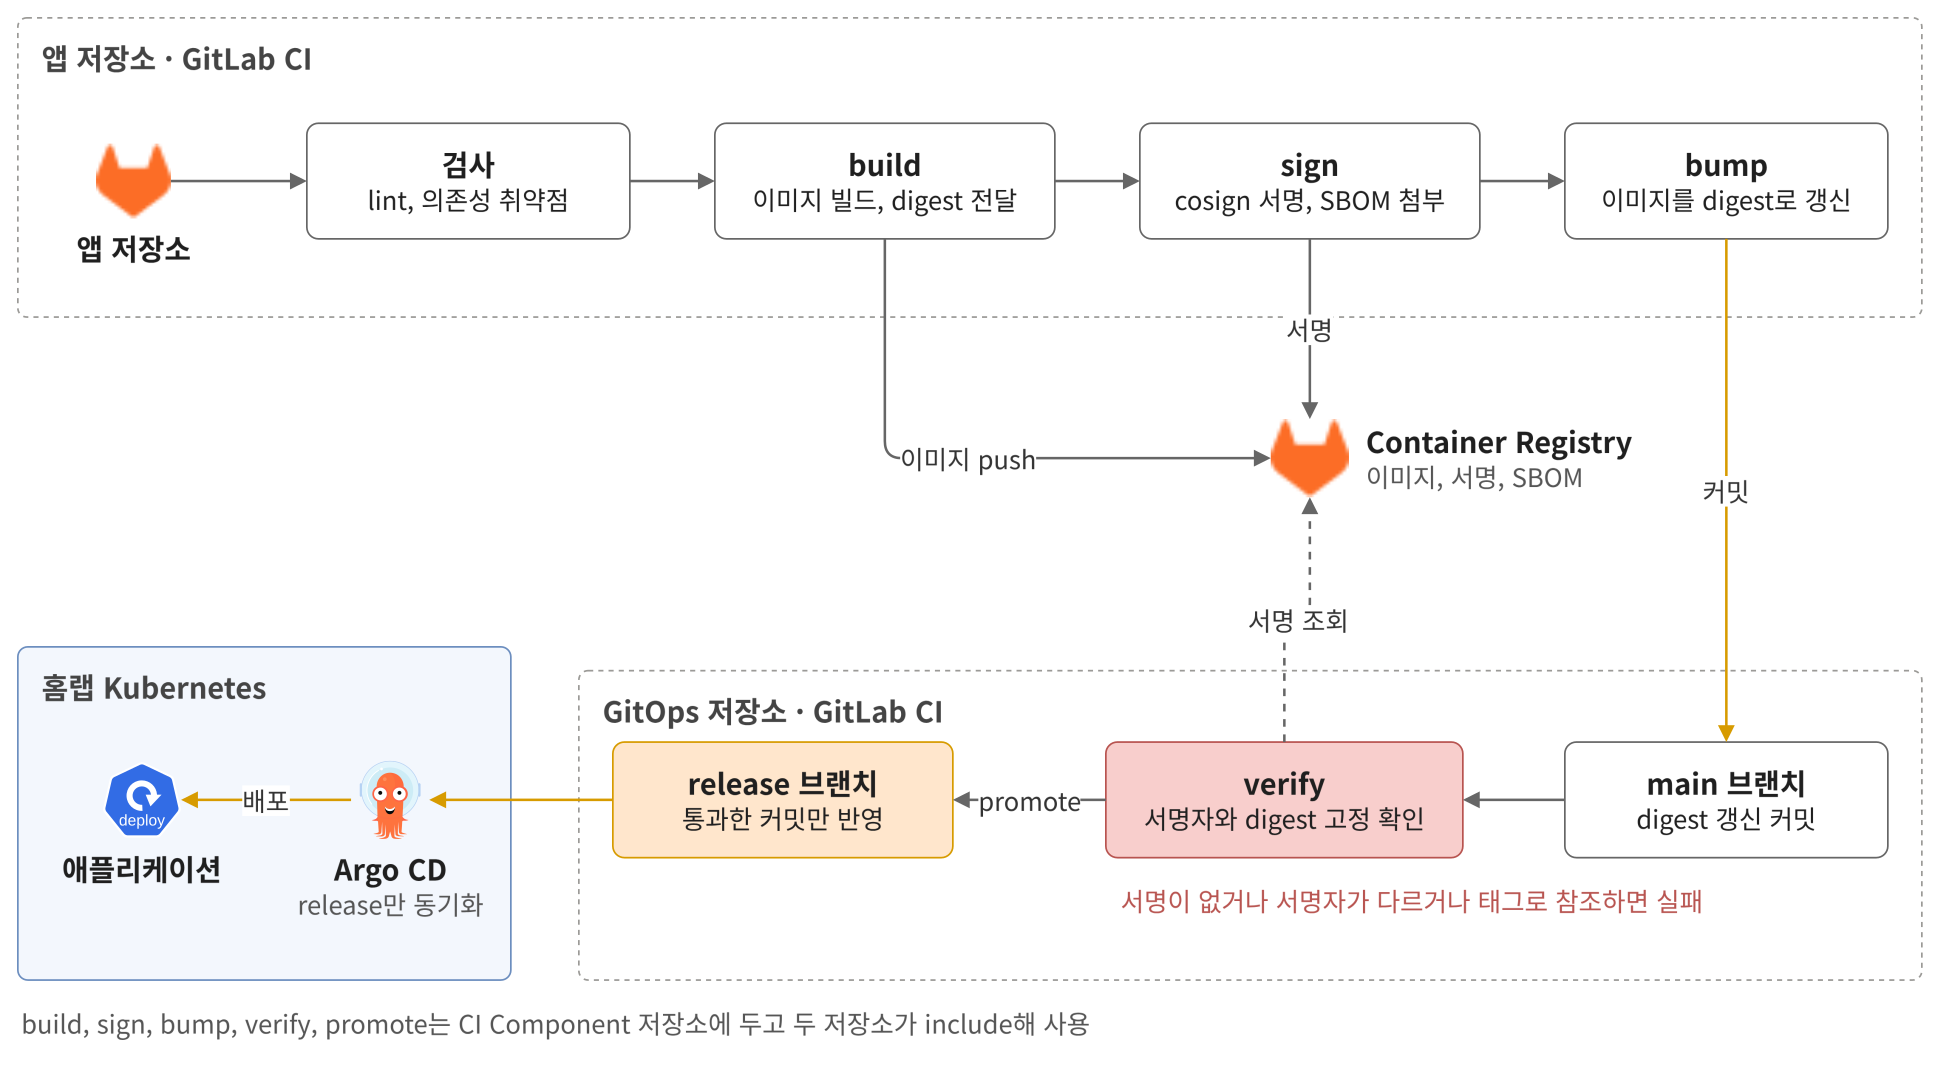 앱 저장소 · GitLab CI
앱 저장소
검사
lint, 의존성 취약점
build
이미지 빌드, digest 전달
sign
cosign 서명, SBOM 첨부
bump
이미지를 digest로 갱신
서명
이미지 push
Container Registry
이미지, 서명, SBOM
커밋
서명 조회
홈랩 Kubernetes
deploy
애플리케이션
배포
Argo CD
release만 동기화
GitOps 저장소 · GitLab CI
release 브랜치
통과한 커밋만 반영
promote
verify
서명자와 digest 고정 확인
main 브랜치
digest 갱신 커밋
서명이 없거나 서명자가 다르거나 태그로 참조하면 실패
build, sign, bump, verify, promote는 CI Component 저장소에 두고 두 저장소가 include해 사용